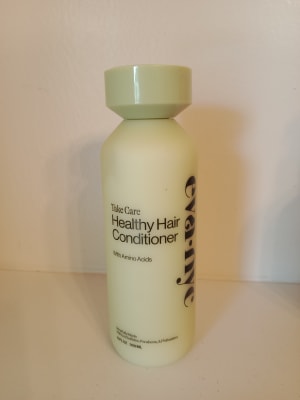 Take Care
Healthy Hair
Conditioner
With Amino Acids
eva·nyc